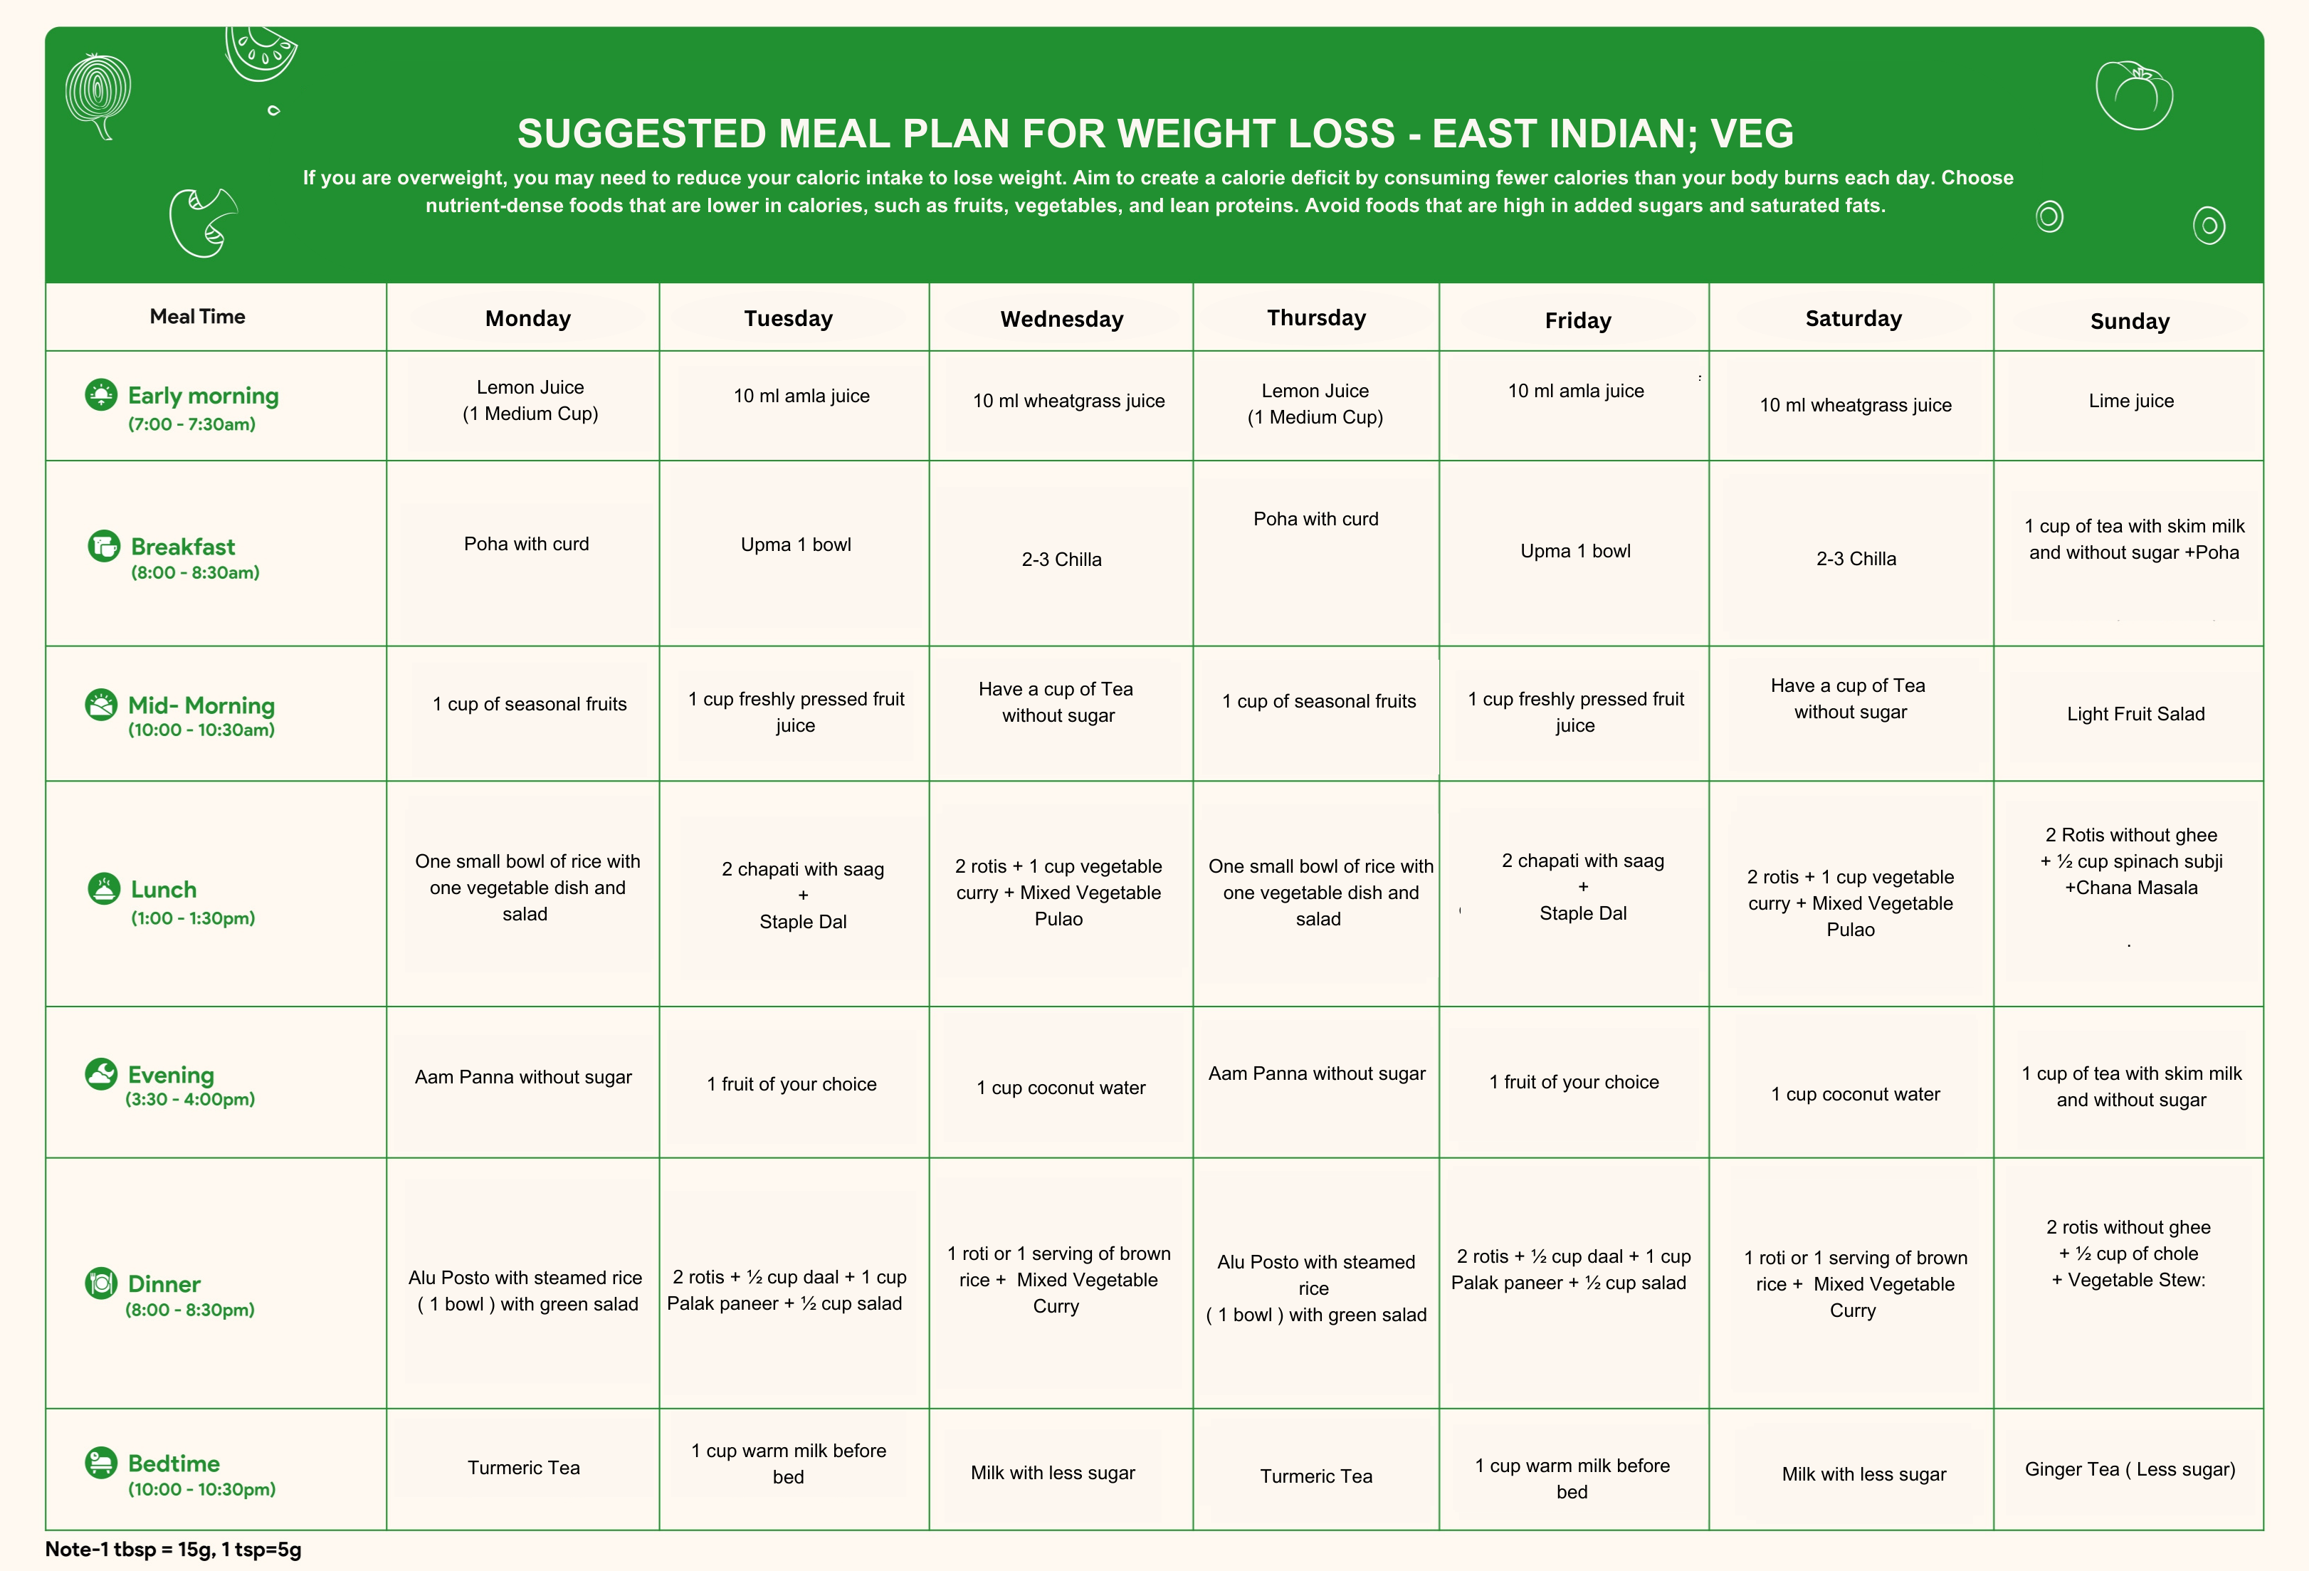 SUGGESTED MEAL PLAN FOR WEIGHT LOSS - EAST INDIAN; VEG
If you are overweight, you may need to reduce your caloric intake to lose weight. Aim to create a calorie deficit by consuming fewer calories than your body burns each day. Choose
nutrient-dense foods that are lower in calories, such as fruits, vegetables, and lean proteins. Avoid foods that are high in added sugars and saturated fats.
Meal Time
Monday
Tuesday
Wednesday
Thursday
Friday
Saturday
Sunday
Early morning
(7:00 - 7:30am)
Lemon Juice
(1 Medium Cup)
10 ml amla juice
10 ml wheatgrass juice
Lemon Juice
(1 Medium Cup)
10 ml amla juice
:
10 ml wheatgrass juice
Lime juice
Breakfast
(8:00 - 8:30am)
Poha with curd
Upma 1 bowl
2-3 Chilla
Poha with curd
Upma 1 bowl
2-3 Chilla
1 cup of tea with skim milk
and without sugar +Poha
Mid- Morning
(10:00 - 10:30am)
1 cup of seasonal fruits
1 cup freshly pressed fruit
juice
Have a cup of Tea
without sugar
1 cup of seasonal fruits
1 cup freshly pressed fruit
juice
Have a cup of Tea
without sugar
Light Fruit Salad
Lunch
(1:00 - 1:30pm)
One small bowl of rice with
one vegetable dish and
salad
2 chapati with saag
+
Staple Dal
2 rotis + 1 cup vegetable
curry + Mixed Vegetable
Pulao
One small bowl of rice with
one vegetable dish and
salad
2 chapati with saag
+
Staple Dal
2 rotis + 1 cup vegetable
curry + Mixed Vegetable
Pulao
2 Rotis without ghee
+ ½ cup spinach subji
+Chana Masala
.
Evening
(3:30 - 4:00pm)
Aam Panna without sugar
1 fruit of your choice
1 cup coconut water
Aam Panna without sugar
1 fruit of your choice
1 cup coconut water
1 cup of tea with skim milk
and without sugar
Dinner
(8:00 - 8:30pm)
Alu Posto with steamed rice
( 1 bowl ) with green salad
2 rotis + ½ cup daal + 1 cup
Palak paneer + ½ cup salad
1 roti or 1 serving of brown
rice + Mixed Vegetable
Curry
Alu Posto with steamed
rice
( 1 bowl ) with green salad
2 rotis + ½ cup daal + 1 cup
Palak paneer + ½ cup salad
1 roti or 1 serving of brown
rice + Mixed Vegetable
Curry
2 rotis without ghee
+ ½ cup of chole
+ Vegetable Stew:
Bedtime
(10:00 - 10:30pm)
Turmeric Tea
1 cup warm milk before
bed
Milk with less sugar
Turmeric Tea
1 cup warm milk before
bed
Milk with less sugar
Ginger Tea ( Less sugar)
Note-1 tbsp = 15g, 1 tsp=5g